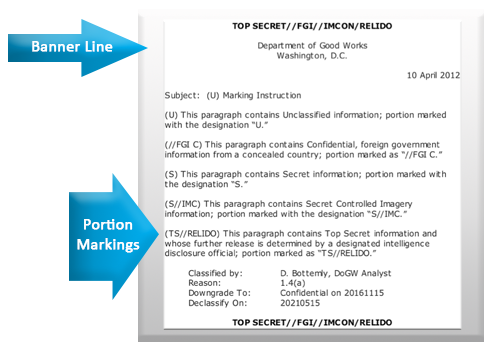 TOP SECRET//FGI//IMCON/RELIDO
Banner Line
Department of Good Works
Washington, D.C.
10 April 2012
Subject: (U) Marking Instruction
(U) This paragraph contains Unclassified information; portion marked
with the designation “U.”
(//FGI C) This paragraph contains Confidential, foreign government
information from a concealed country; portion marked as “//FGI C.”
(S) This paragraph contains Secret information; portion marked with
the designation “S.”
(S//IMC) This paragraph contains Secret Controlled Imagery
information; portion marked with the designation “S//IMC.”
Portion
Markings
(TS//RELIDO) This paragraph contains Top Secret information and
whose further release is determined by a designated intelligence
disclosure official; portion marked as “TS//RELIDO.”
Classified by: D. Bottemly, DoGW Analyst
Reason: 1.4(a)
Downgrade To: Confidential on 20161115
Declassify On: 20210515
TOP SECRET//FGI//IMCON/RELIDO